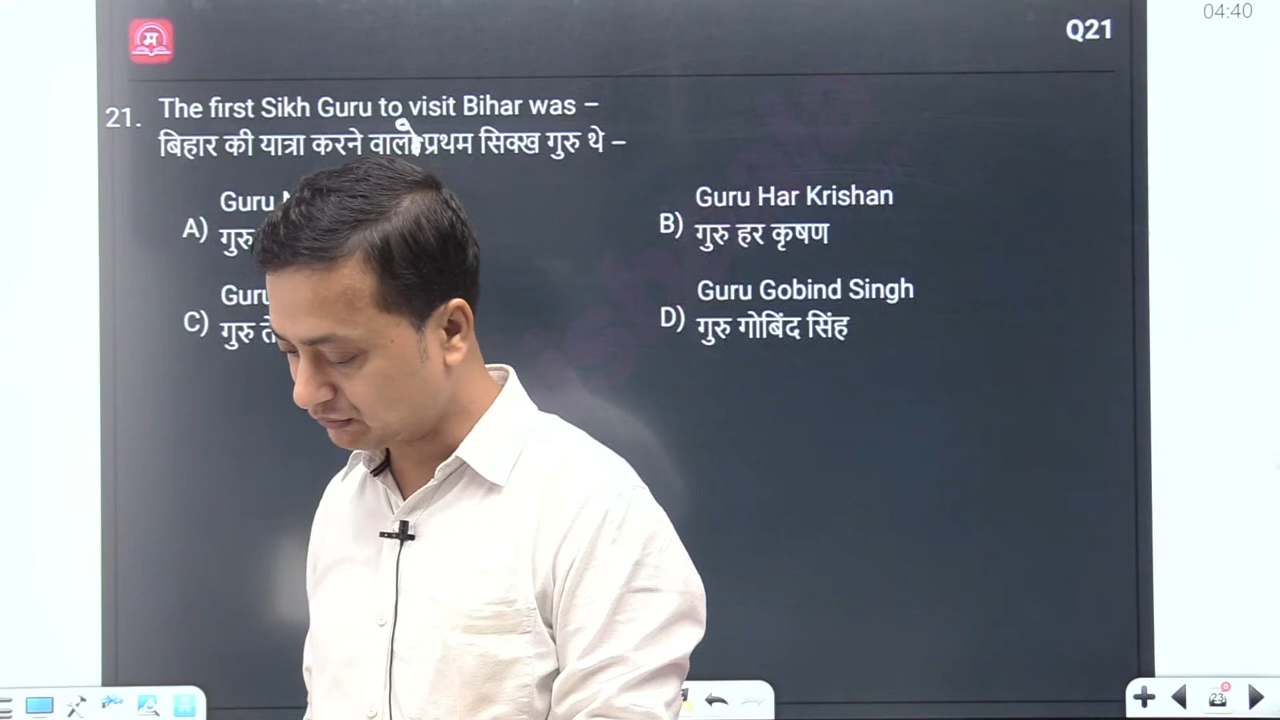 04:40
म
Q21
21. The first Sikh Guru to visit Bihar was –
बिहार की यात्रा करने वाले प्रथम सिक्ख गुरु थे –
A) Guru
गुरु
B) Guru Har Krishan
गुरु हर कृषण
C) Guru
गुरु
D) Guru Gobind Singh
गुरु गोबिंद सिंह
23